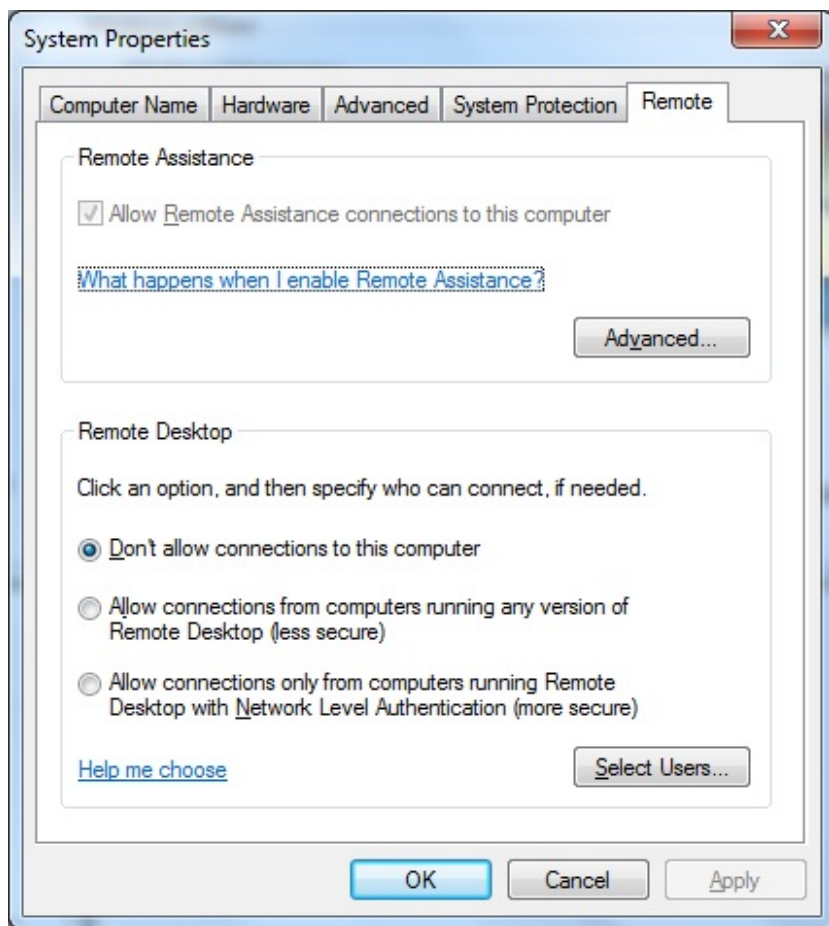 System Properties
Computer Name
Hardware
Advanced
System Protection
Remote
Remote Assistance
Allow Remote Assistance connections to this computer
What happens when I enable Remote Assistance?
Advanced...
Remote Desktop
Click an option, and then specify who can connect, if needed.
Don't allow connections to this computer
Allow connections from computers running any version of
Remote Desktop (less secure)
Allow connections only from computers running Remote
Desktop with Network Level Authentication (more secure)
Help me choose
Select Users...
OK
Cancel
Apply